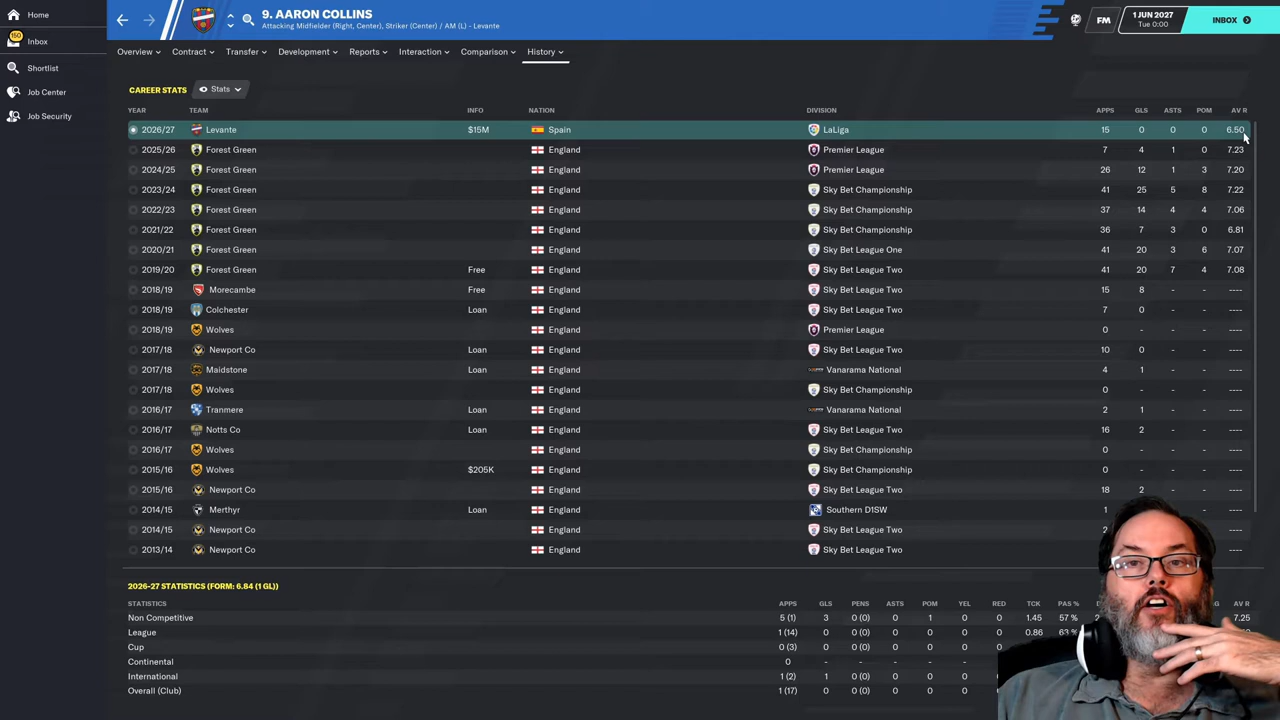 Home
150
Inbox
Shortlist
Job Center
Job Security
9. AARON COLLINS
Attacking Midfielder (Right, Center), Striker (Center) / AM (L) - Levante
FM
1 JUN 2027
Tue 0:00
INBOX
Overview Contract Transfer Development Reports Interaction Comparison History
CAREER STATS Stats
YEAR TEAM INFO NATION DIVISION APPS GLS ASTS POM AV R
2026/27 Levante $15M Spain LaLiga 15 0 0 0 6.50
2025/26 Forest Green England Premier League 7 4 1 0 7.23
2024/25 Forest Green England Premier League 26 12 1 3 7.20
2023/24 Forest Green England Sky Bet Championship 41 25 5 8 7.22
2022/23 Forest Green England Sky Bet Championship 37 14 4 4 7.06
2021/22 Forest Green England Sky Bet Championship 36 7 3 0 6.81
2020/21 Forest Green England Sky Bet League One 41 20 3 6 7.07
2019/20 Forest Green Free England Sky Bet League Two 41 20 7 4 7.08
2018/19 Morecambe Free England Sky Bet League Two 15 8 - - ----
2018/19 Colchester Loan England Sky Bet League Two 7 0 - - ----
2018/19 Wolves England Premier League 0 - - - ----
2017/18 Newport Co Loan England Sky Bet League Two 10 0 - - ----
2017/18 Maidstone Loan England Vanarama National 4 1 - - ----
2017/18 Wolves England Sky Bet Championship 0 - - - ----
2016/17 Tranmere Loan England Vanarama National 2 1 - - ----
2016/17 Notts Co Loan England Sky Bet League Two 16 2 - - ----
2016/17 Wolves England Sky Bet Championship 0 - - - ----
2015/16 Wolves $205K England Sky Bet Championship 0 - - - ----
2015/16 Newport Co England Sky Bet League Two 18 2 - - ----
2014/15 Merthyr Loan England Southern D1SW 1 ----
2014/15 Newport Co England Sky Bet League Two 2 ----
2013/14 Newport Co England Sky Bet League Two ----
2026-27 STATISTICS (FORM: 6.84 (1 GL))
STATISTICS APPS GLS PENS ASTS POM YEL RED TCK PAS % AV R
Non Competitive 5 (1) 3 0 (0) 0 1 0 0 1.45 57 % 7.25
League 1 (14) 0 0 (0) 0 0 0 0 0.86 63 %
Cup 0 (3) 0 0 (0) 0 0 0
Continental 0 - - - - - -
International 1 (2) 1 0 (0) 0 0 0
Overall (Club) 1 (17) 0 0 (0) 0 0 0